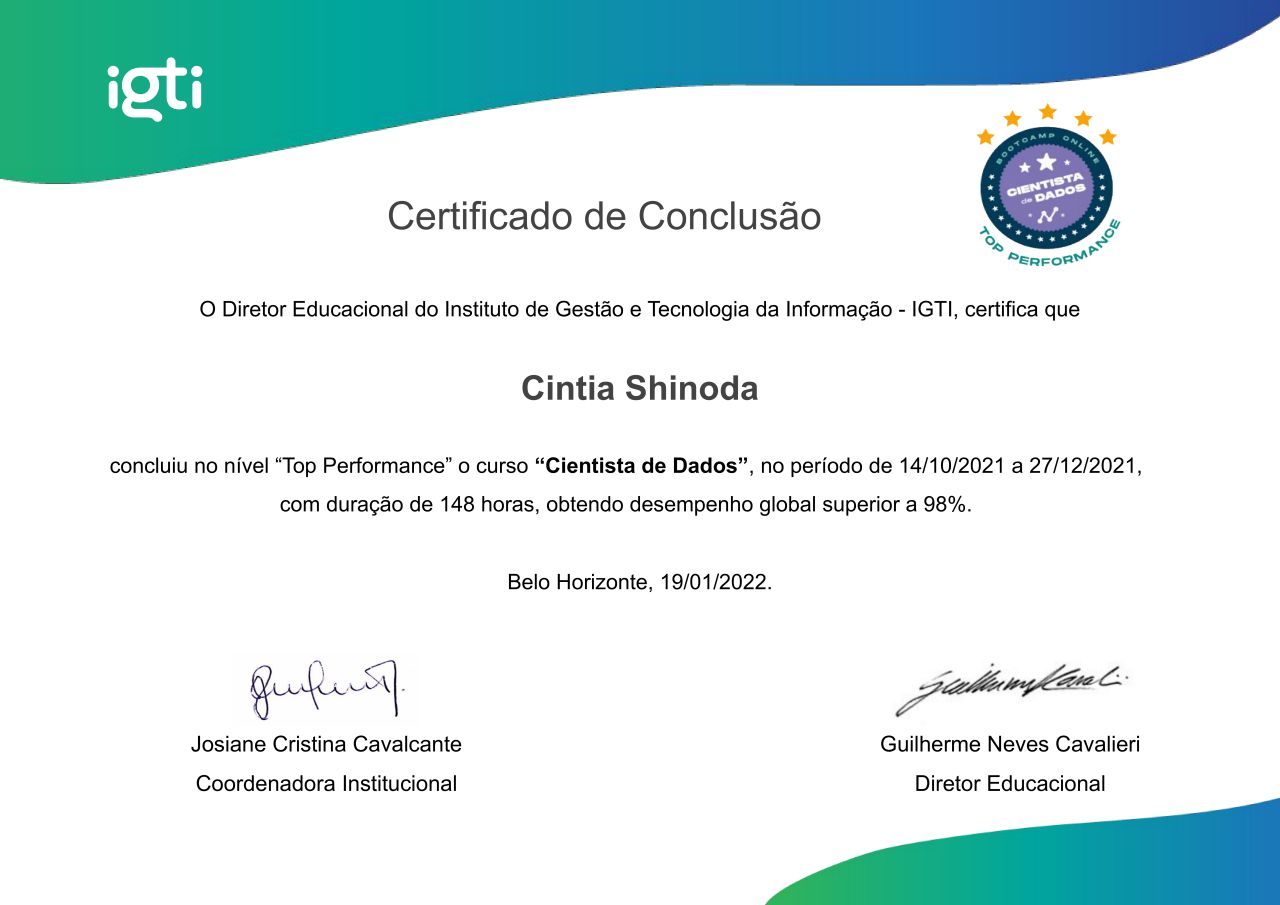 igti
BOOTCAMP ONLINE
CIENTISTA
de DADOS
TOP PERFORMANCE
Certificado de Conclusão
O Diretor Educacional do Instituto de Gestão e Tecnologia da Informação - IGTI, certifica que
Cintia Shinoda
concluiu no nível “Top Performance” o curso “Cientista de Dados”, no período de 14/10/2021 a 27/12/2021,
com duração de 148 horas, obtendo desempenho global superior a 98%.
Belo Horizonte, 19/01/2022.
Josiane Cristina Cavalcante
Coordenadora Institucional
Guilherme Neves Cavalieri
Diretor Educacional